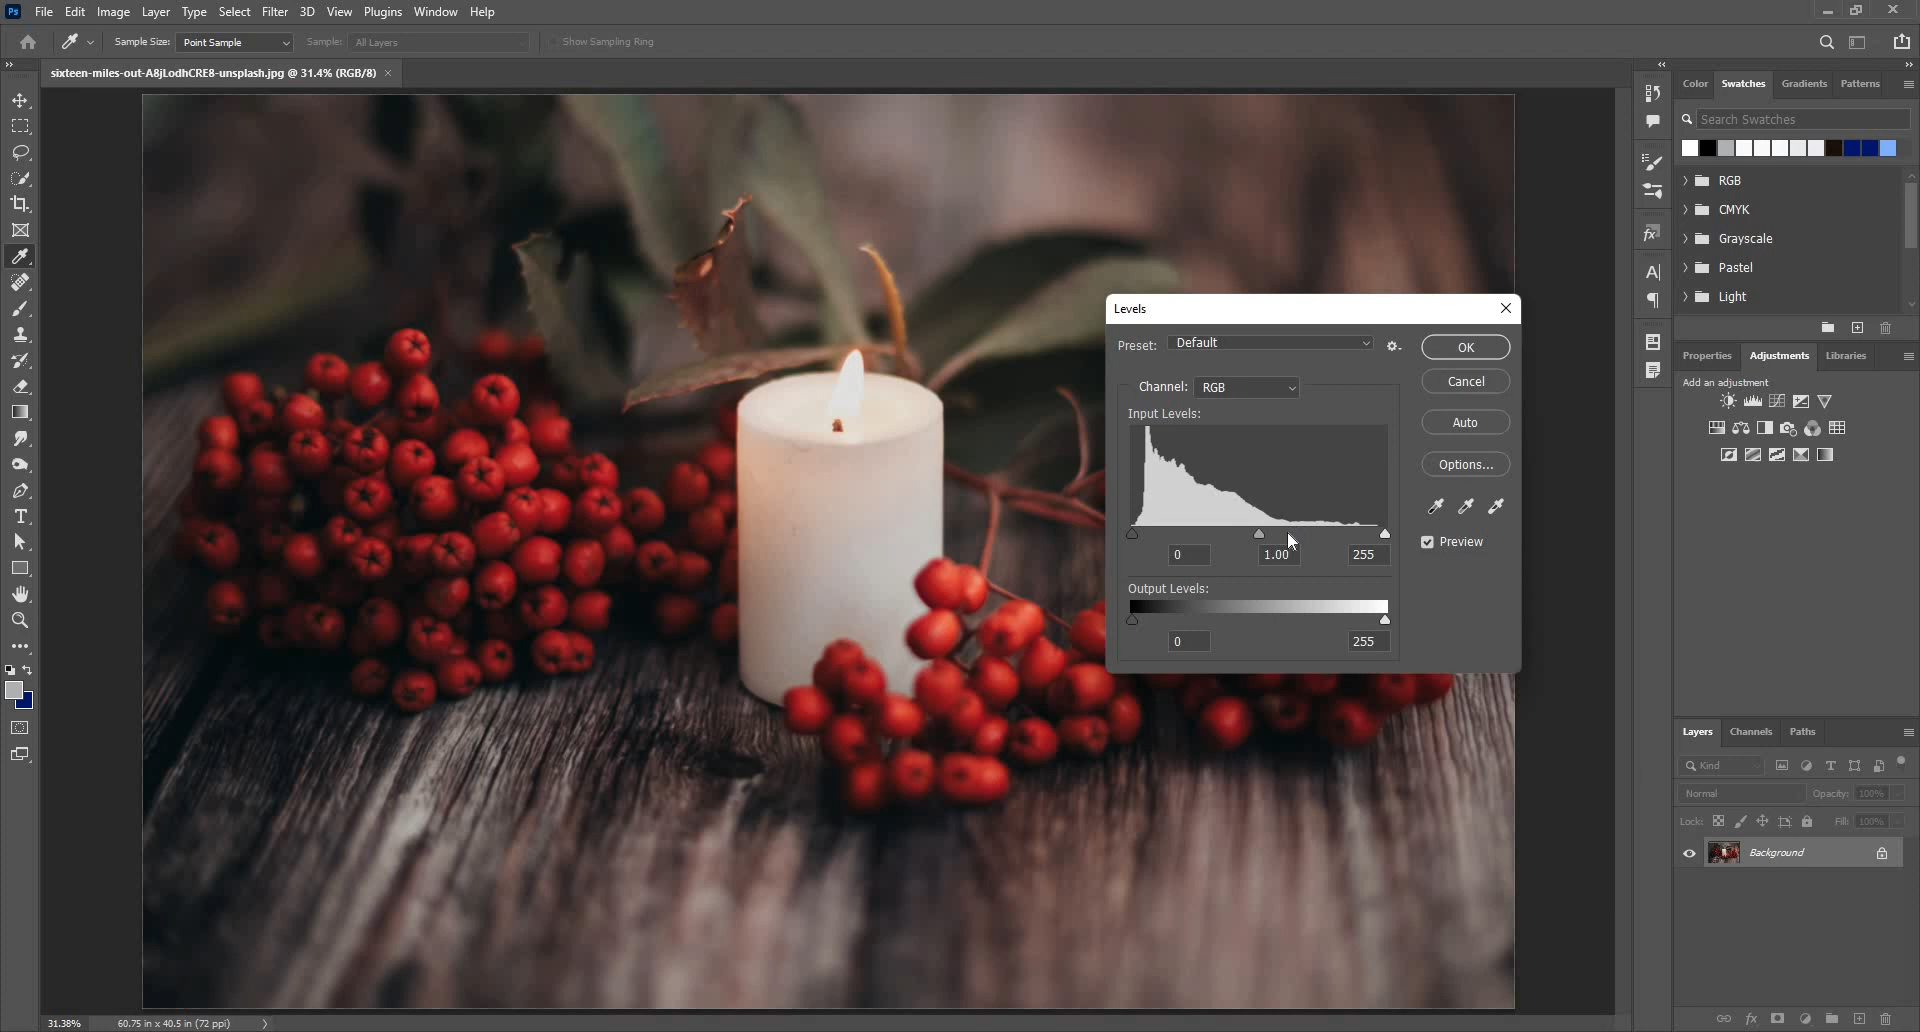 Ps File Edit Image Layer Type Select Filter 3D View Plugins Window Help
Sample Size: Point Sample Sample: All Layers Show Sampling Ring
sixteen-miles-out-A8jLodhCRE8-unsplash.jpg @ 31.4% (RGB/8)
Color Swatches Gradients Patterns
Search Swatches
RGB
CMYK
Grayscale
Pastel
Light
Levels
Preset: Default
OK
Channel: RGB
Cancel
Input Levels:
Auto
Options...
Preview
0 1.00 255
Output Levels:
0 255
Properties Adjustments Libraries
Add an adjustment
Layers Channels Paths
Kind
Normal Opacity: 100%
Lock: Fill: 100%
Background
31.38% 60.75 in x 40.5 in (72 ppi)